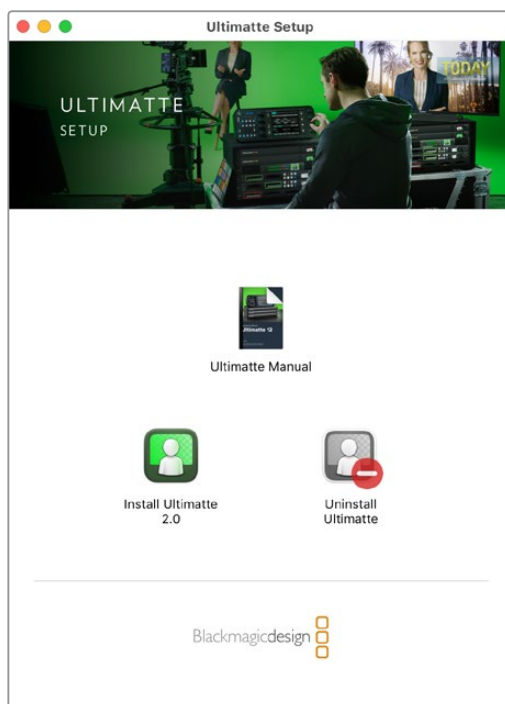 Ultimatte Setup
ULTIMATTE
SETUP
TODAY
Ultimatte 12
Ultimatte Manual
Install Ultimatte
2.0
Uninstall
Ultimatte
Blackmagicdesign